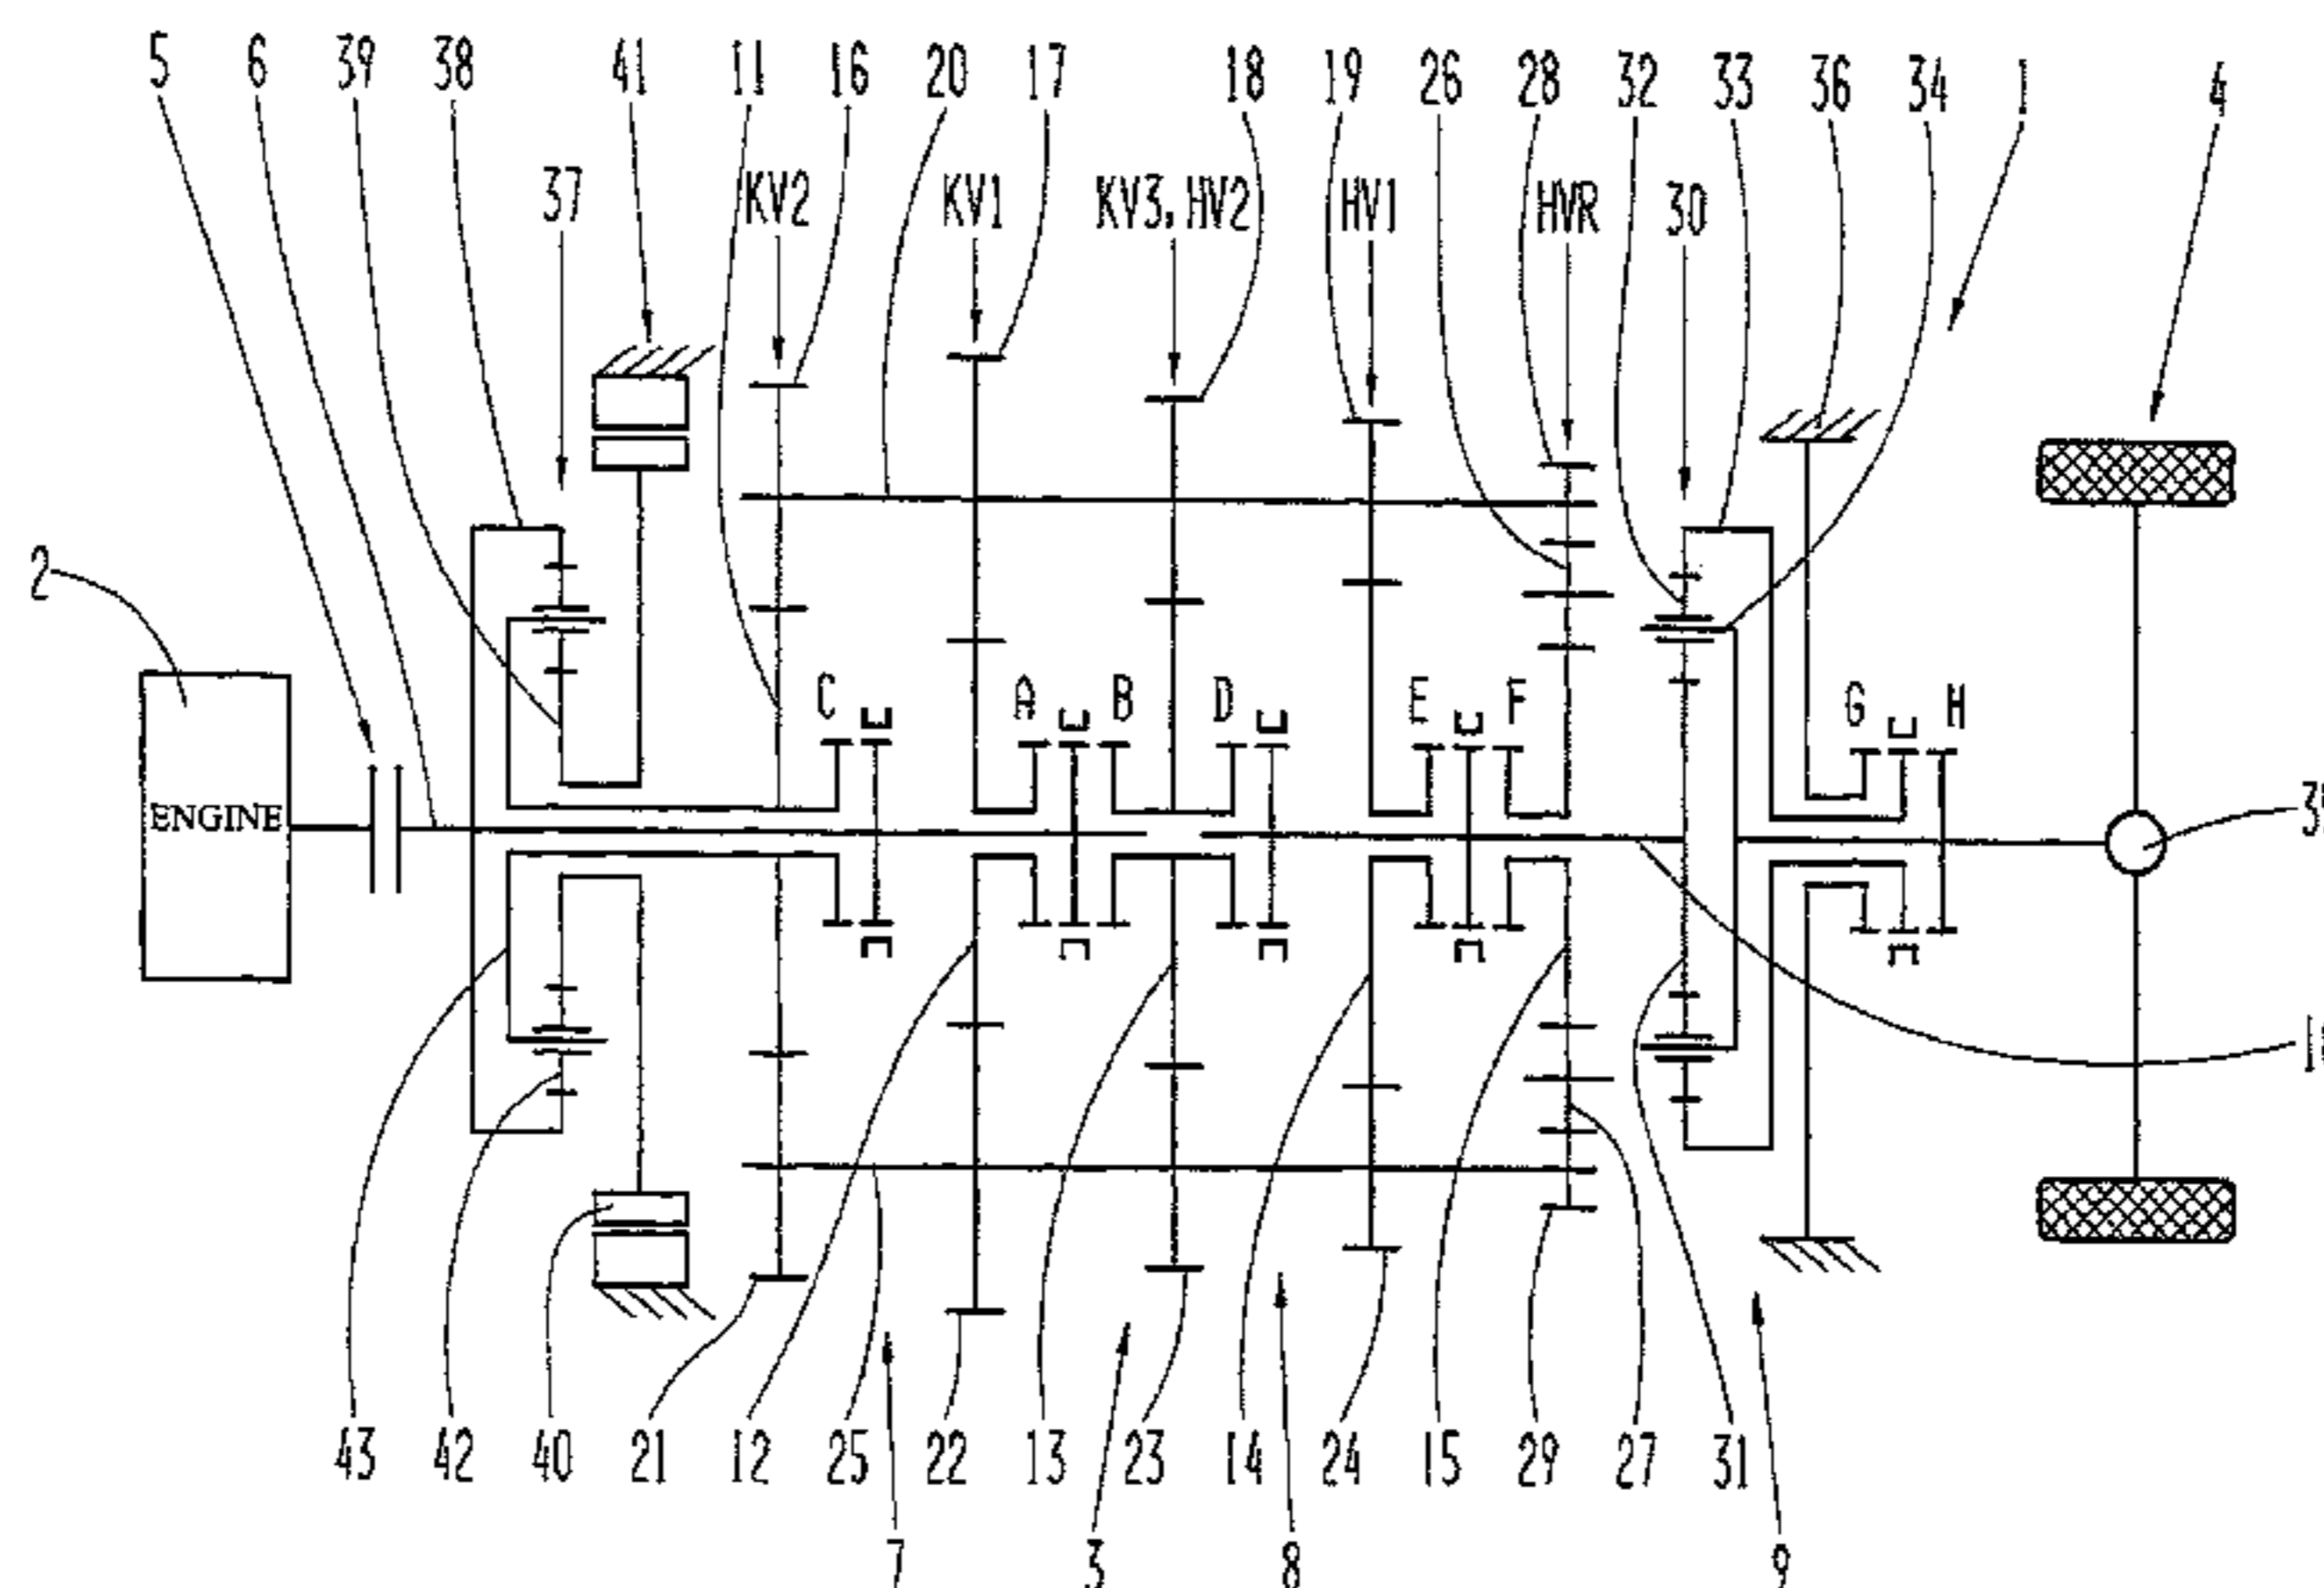 5 6 39 38 41 11 16 20 17 18 19 26 28 32 33 36 34 1 4
37 KV2 KV1 KV3, HV2 HV1 HVR 30
2
C A B D E F G H
ENGINE
43 42 40 21 12 25 22 13 23 14 24 15 29 27 31
7 3 8 9